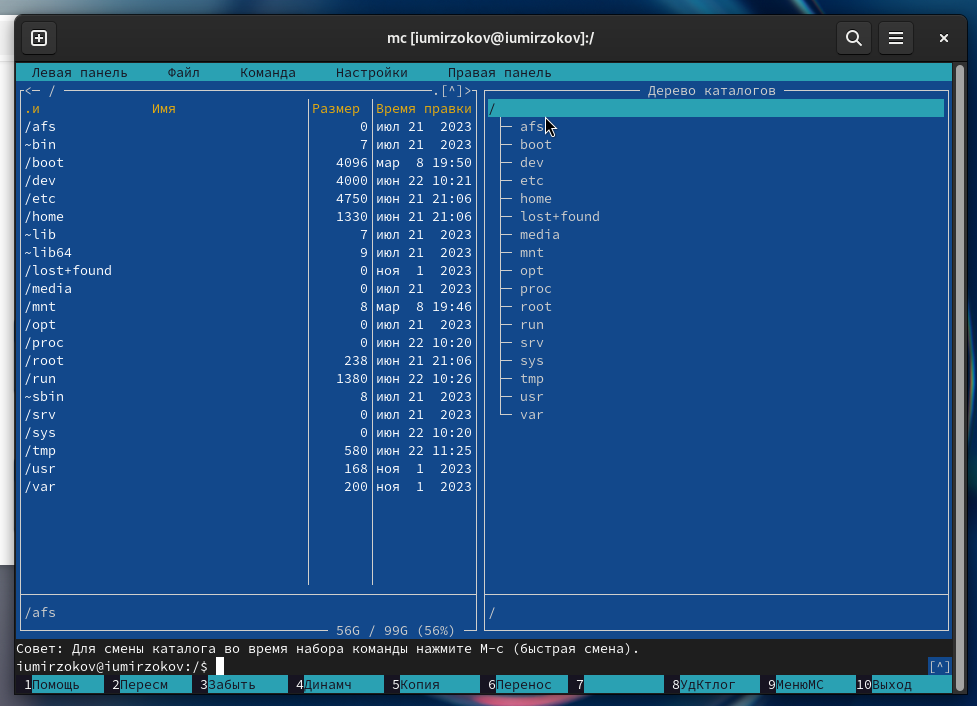 mc [iumirzokov@iumirzokov]:/
Левая панель Файл Команда Настройки Правая панель
<─ / .[^]> Дерево каталогов
.и Имя Размер Время правки /
/afs 0 июл 21 2023 afs
~bin 7 июл 21 2023 boot
/boot 4096 мар 8 19:50 dev
/dev 4000 июн 22 10:21 etc
/etc 4750 июн 21 21:06 home
/home 1330 июн 21 21:06 lost+found
~lib 7 июл 21 2023 media
~lib64 9 июл 21 2023 mnt
/lost+found 0 ноя 1 2023 opt
/media 0 июл 21 2023 proc
/mnt 8 мар 8 19:46 root
/opt 0 июл 21 2023 run
/proc 0 июн 22 10:20 srv
/root 238 июн 21 21:06 sys
/run 1380 июн 22 10:26 tmp
~sbin 8 июл 21 2023 usr
/srv 0 июл 21 2023 var
/sys 0 июн 22 10:20
/tmp 580 июн 22 11:25
/usr 168 ноя 1 2023
/var 200 ноя 1 2023
/afs /
56G / 99G (56%)
Совет: Для смены каталога во время набора команды нажмите M-c (быстрая смена).
iumirzokov@iumirzokov:/$ [^]
1Помощь 2Пересм 3Забыть 4Динамч 5Копия 6Перенос 7 8УдКтлог 9МенюMC 10Выход